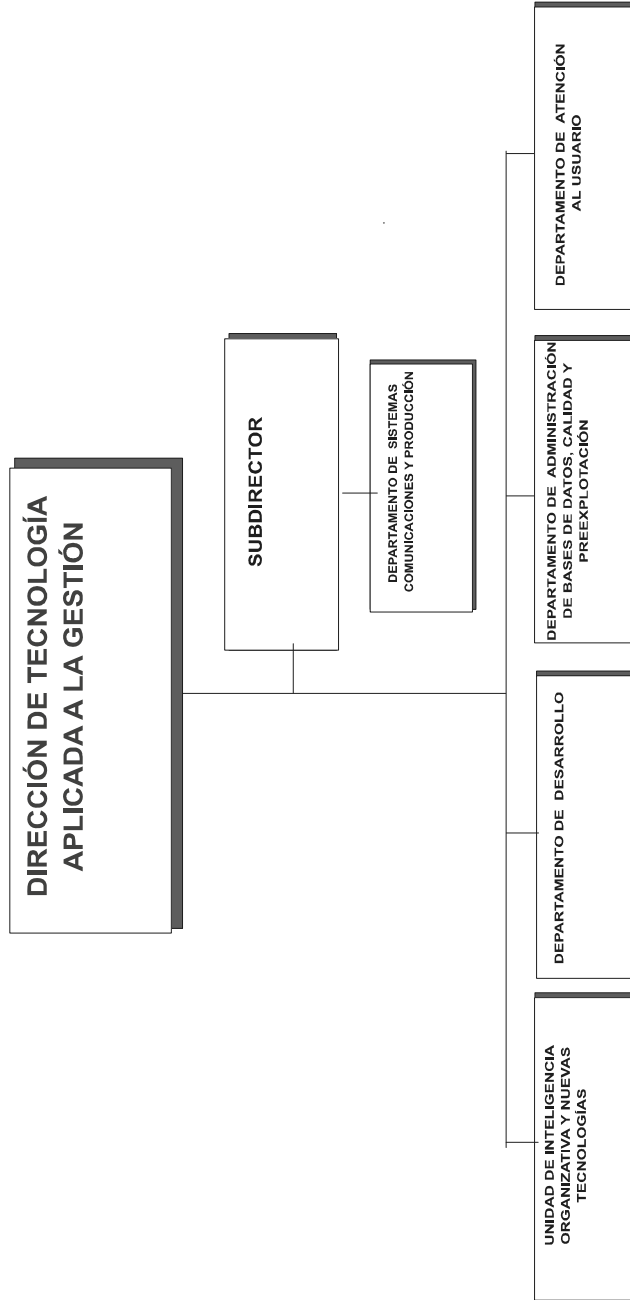 DIRECCIÓN DE TECNOLOGÍA
APLICADA A LA GESTIÓN
SUBDIRECTOR
DEPARTAMENTO DE SISTEMAS
COMUNICACIONES Y PRODUCCIÓN
UNIDAD DE INTELIGENCIA
ORGANIZATIVA Y NUEVAS
TECNOLOGÍAS
DEPARTAMENTO DE DESARROLLO
DEPARTAMENTO DE ADMINISTRACIÓN
DE BASES DE DATOS, CALIDAD Y
PREEXPLOTACIÓN
DEPARTAMENTO DE ATENCIÓN
AL USUARIO